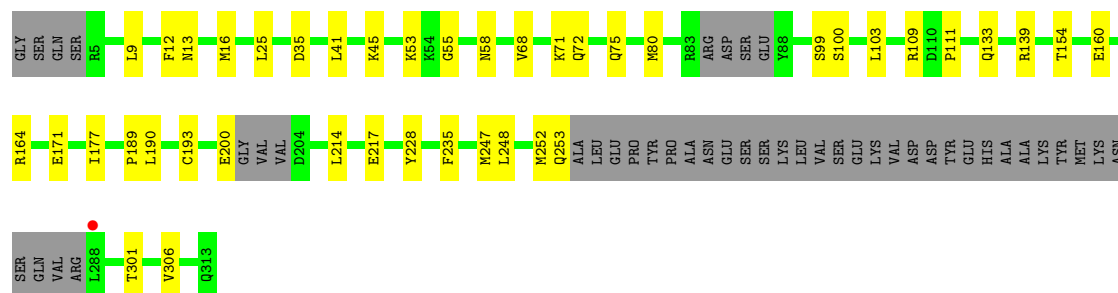 GLY SER GLN SER R5 L9 F12 N13 M16 L25 D35 L41 K45 K53 K54 G55 N58 V68 K71 Q72 Q75 M80 R83 ARG ASP SER GLU Y88 S99 S100 L103 R109 D110 P111 Q133 R139 T154 E160
R164 E171 I177 P189 L190 C193 E200 GLY VAL VAL D204 L214 E217 Y228 F235 M247 L248 M252 Q253 ALA LEU GLU PRO TYR PRO ALA ASN GLU SER SER LYS LEU VAL SER GLU LYS VAL ASP ASP TYR GLU HIS ALA ALA LYS TYR MET LYS ASN
SER GLN VAL ARG L288 T301 V306 Q313